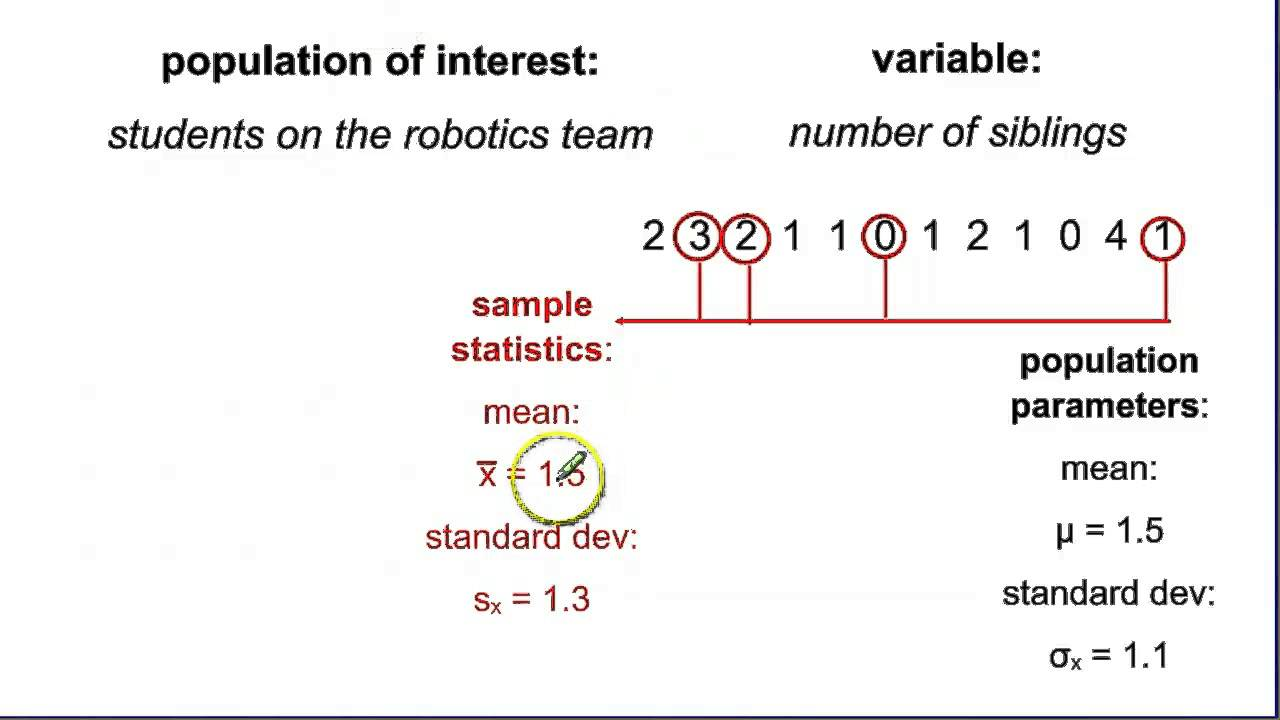 population of interest:
students on the robotics team
variable:
number of siblings
2 3 2 1 1 0 1 2 1 0 4 1
sample
statistics:
mean:
x̅ = 1.5
standard dev:
sₓ = 1.3
population
parameters:
mean:
μ = 1.5
standard dev:
σₓ = 1.1